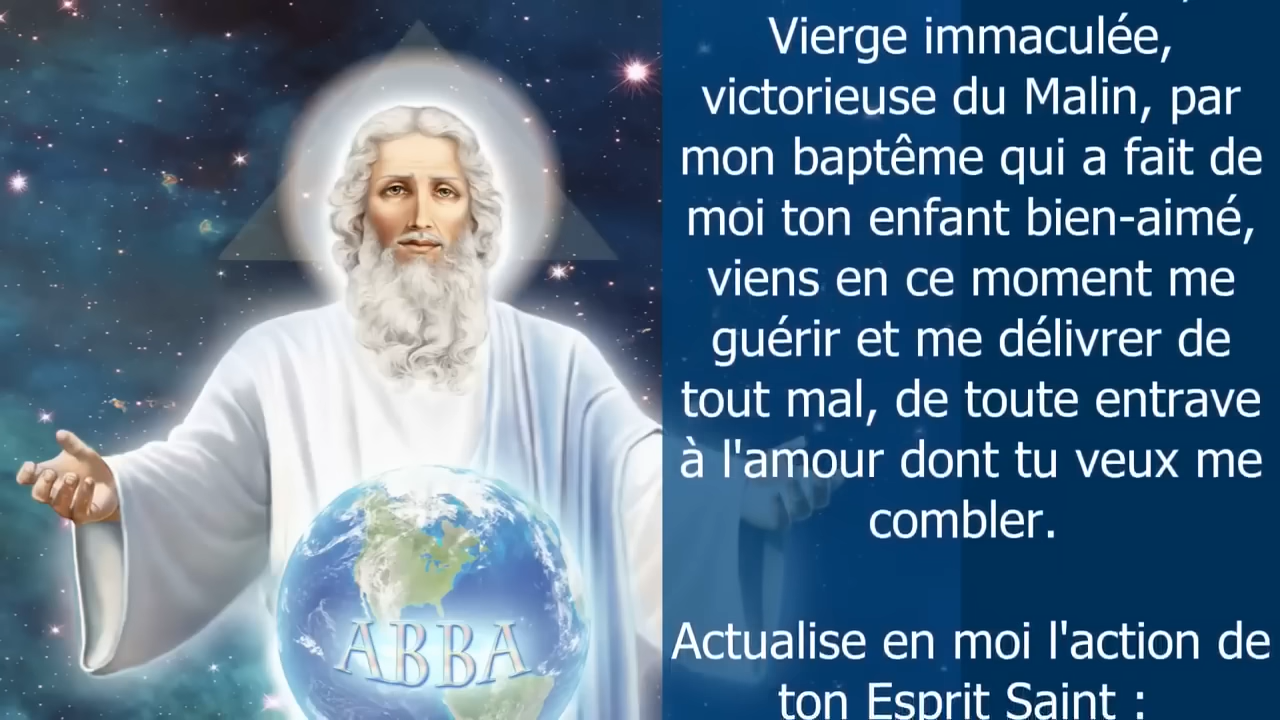 Vierge immaculée,
victorieuse du Malin, par
mon baptême qui a fait de
moi ton enfant bien-aimé,
viens en ce moment me
guérir et me délivrer de
tout mal, de toute entrave
à l'amour dont tu veux me
combler.
Actualise en moi l'action de
ton Esprit Saint :
ABBA